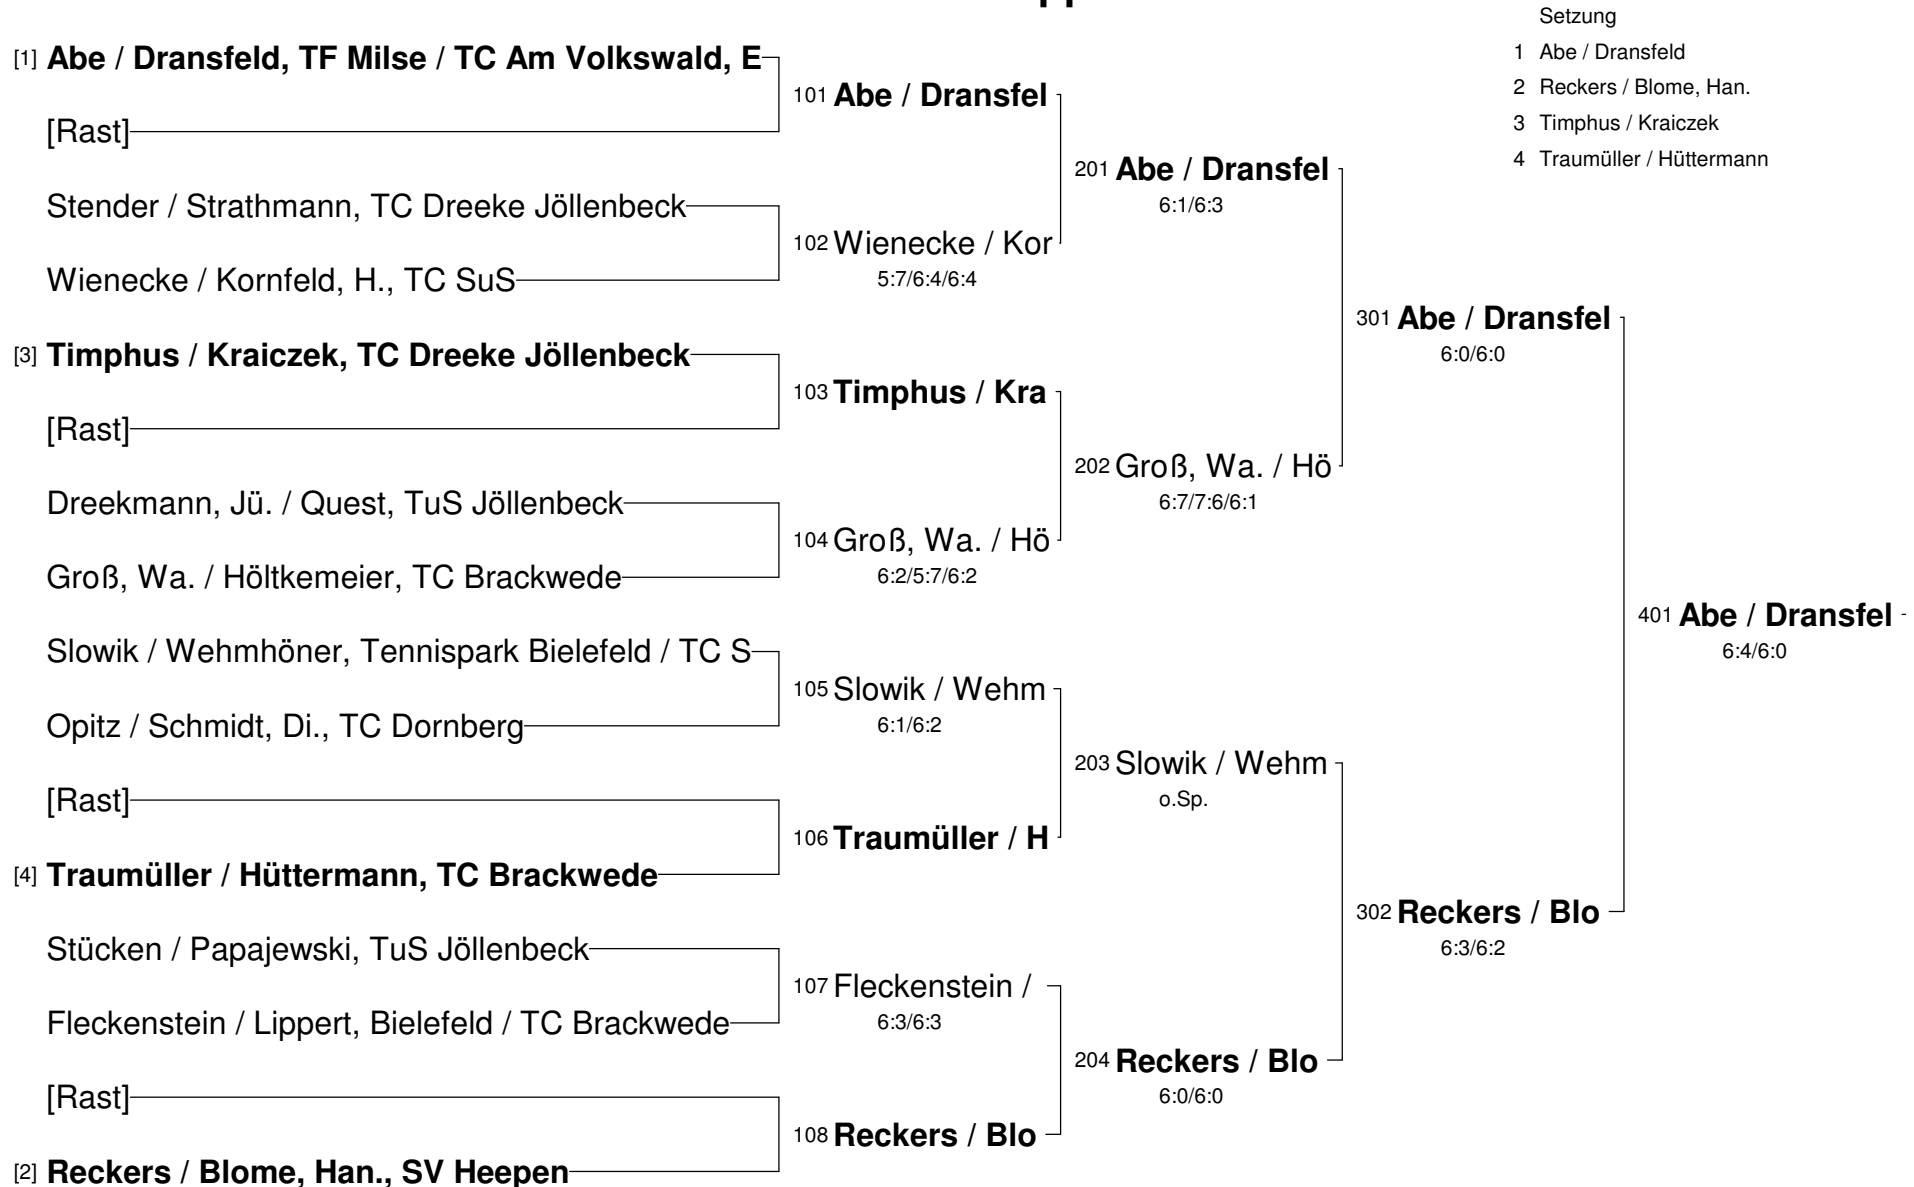 Setzung
1 Abe / Dransfeld
2 Reckers / Blome, Han.
3 Timphus / Kraiczek
4 Traumüller / Hüttermann
[1] Abe / Dransfeld, TF Milse / TC Am Volkswald, E
[Rast]
Stender / Strathmann, TC Dreeke Jöllenbeck
Wienecke / Kornfeld, H., TC SuS
[3] Timphus / Kraiczek, TC Dreeke Jöllenbeck
[Rast]
Dreekmann, Jü. / Quest, TuS Jöllenbeck
Groß, Wa. / Höltkemeier, TC Brackwede
Slowik / Wehmhöner, Tennispark Bielefeld / TC S
Opitz / Schmidt, Di., TC Dornberg
[Rast]
[4] Traumüller / Hüttermann, TC Brackwede
Stücken / Papajewski, TuS Jöllenbeck
Fleckenstein / Lippert, Bielefeld / TC Brackwede
[Rast]
[2] Reckers / Blome, Han., SV Heepen
101 Abe / Dransfel
102 Wienecke / Kor
5:7/6:4/6:4
103 Timphus / Kra
104 Groß, Wa. / Hö
6:2/5:7/6:2
105 Slowik / Wehm
6:1/6:2
106 Traumüller / H
107 Fleckenstein /
6:3/6:3
108 Reckers / Blo
201 Abe / Dransfel
6:1/6:3
202 Groß, Wa. / Hö
6:7/7:6/6:1
203 Slowik / Wehm
o.Sp.
204 Reckers / Blo
6:0/6:0
301 Abe / Dransfel
6:0/6:0
302 Reckers / Blo
6:3/6:2
401 Abe / Dransfel
6:4/6:0